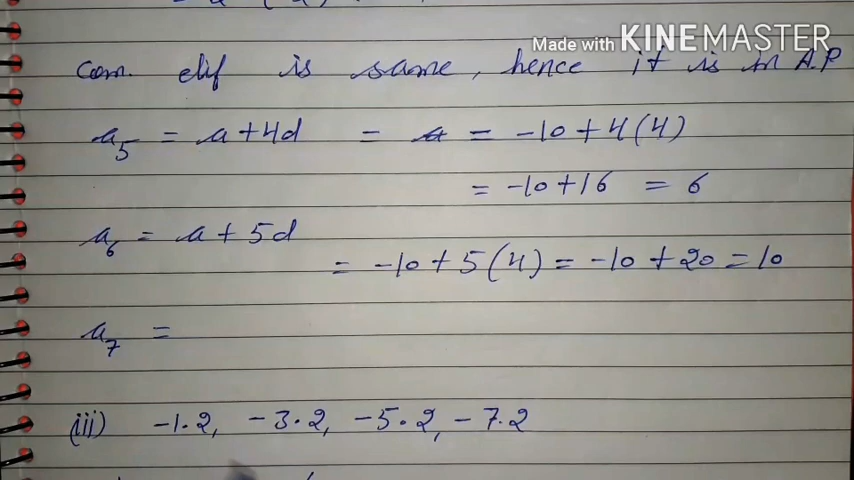 Made with KINEMASTER
Com. dif is same, hence it is in A.P
a5 = a + 4d = a = -10 + 4(4)
= -10 + 16 = 6
a6 = a + 5d
= -10 + 5(4) = -10 + 20 = 10
a7 =
(iii) -1.2, -3.2, -5.2, -7.2